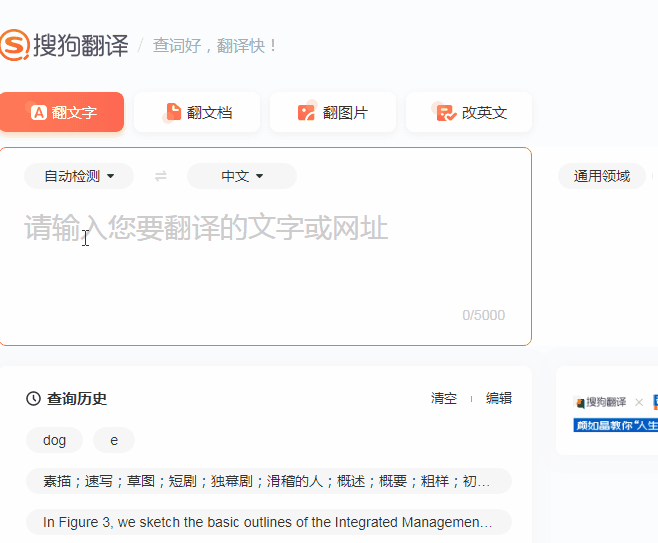 搜狗翻译 / 查词好，翻译快！
翻文字 翻文档 翻图片 改英文
自动检测 中文 通用领域
请输入您要翻译的文字或网址
0/5000
查询历史 清空 编辑
搜狗翻译
颜如晶教你“人生
dog e
素描；速写；草图；短剧；独幕剧；滑稽的人；概述；概要；粗样；初...
In Figure 3, we sketch the basic outlines of the Integrated Managemen...